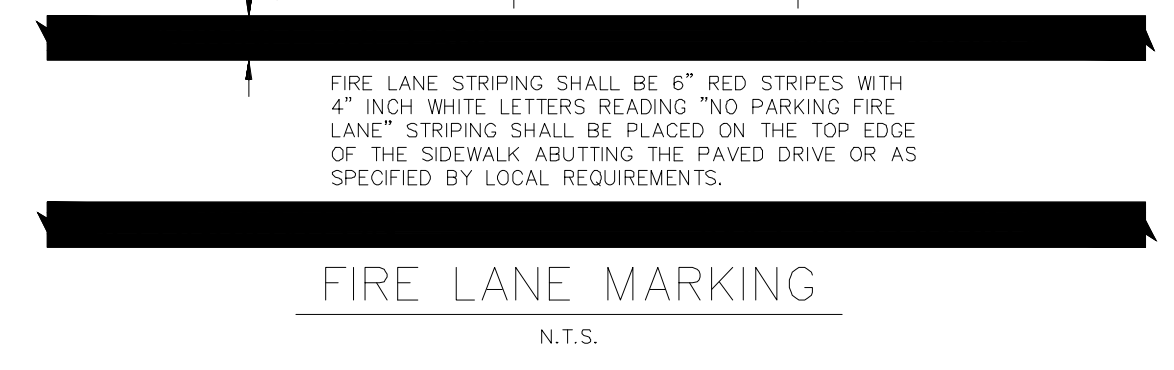 FIRE LANE STRIPING SHALL BE 6" RED STRIPES WITH
4" INCH WHITE LETTERS READING "NO PARKING FIRE
LANE" STRIPING SHALL BE PLACED ON THE TOP EDGE
OF THE SIDEWALK ABUTTING THE PAVED DRIVE OR AS
SPECIFIED BY LOCAL REQUIREMENTS.
FIRE LANE MARKING
N.T.S.